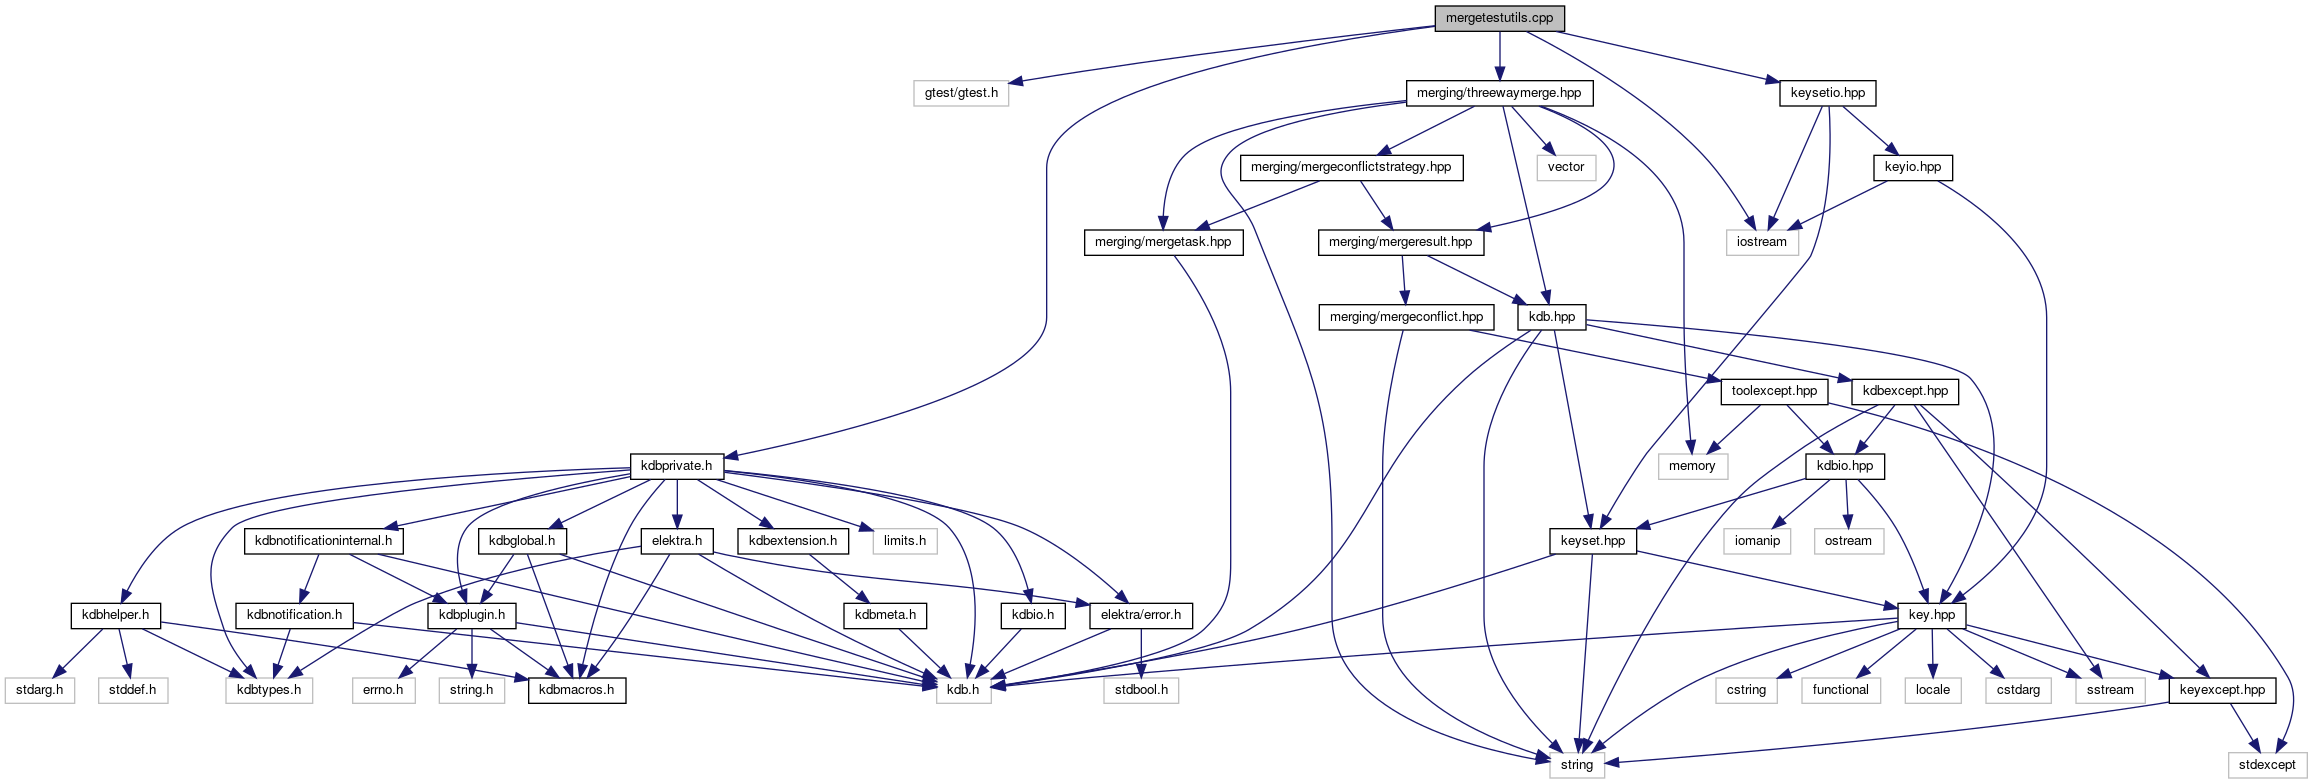 mergetestutils.cpp
gtest/gtest.h
merging/threewaymerge.hpp
keysetio.hpp
merging/mergeconflictstrategy.hpp
vector
keyio.hpp
merging/mergetask.hpp
merging/mergeresult.hpp
iostream
merging/mergeconflict.hpp
kdb.hpp
toolexcept.hpp
kdbexcept.hpp
kdbprivate.h
memory
kdbio.hpp
kdbnotificationinternal.h
kdbglobal.h
elektra.h
kdbextension.h
limits.h
keyset.hpp
iomanip
ostream
kdbhelper.h
kdbnotification.h
kdbplugin.h
kdbmeta.h
kdbio.h
elektra/error.h
key.hpp
stdarg.h
stddef.h
kdbtypes.h
errno.h
string.h
kdbmacros.h
kdb.h
stdbool.h
cstring
functional
locale
cstdarg
sstream
keyexcept.hpp
string
stdexcept